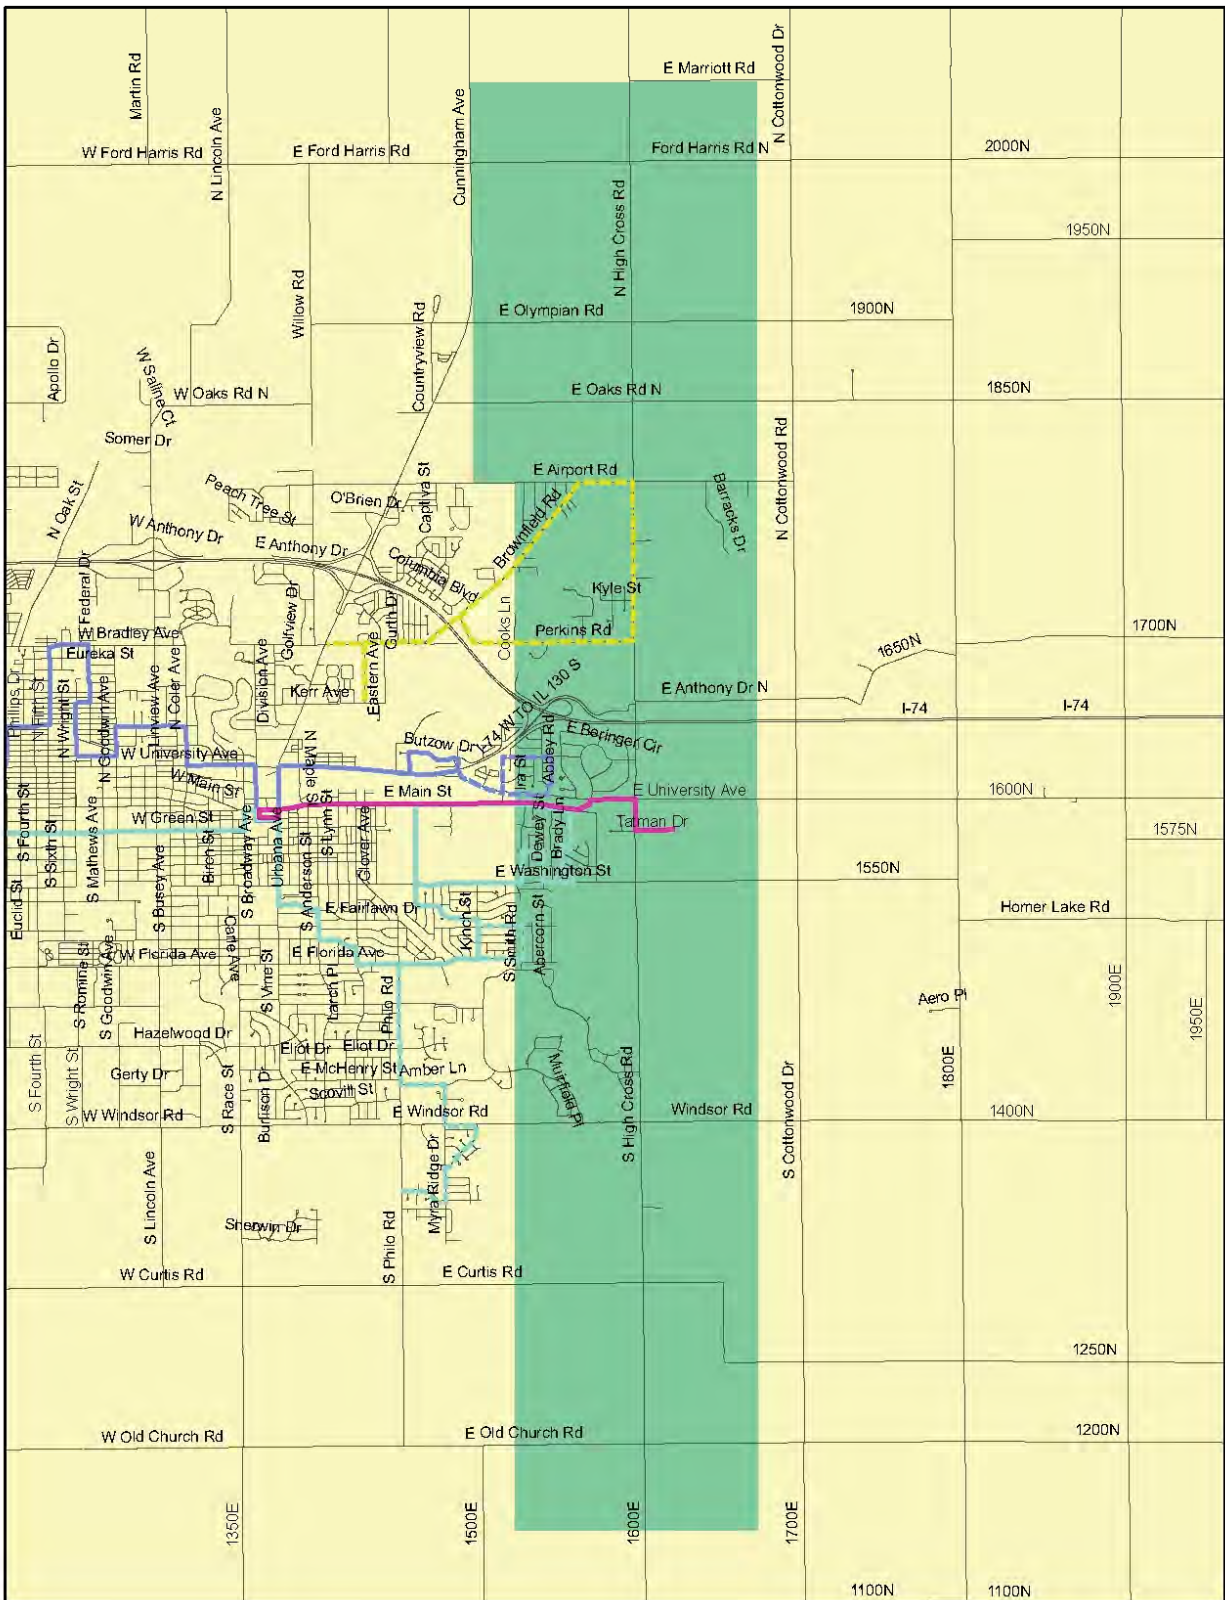 Martin Rd
N Lincoln Ave
Cunningham Ave
E Marriott Rd
N Cottonwood Dr
W Ford Harris Rd
E Ford Harris Rd
Ford Harris Rd N
2000N
N High Cross Rd
1950N
Willow Rd
Countryview Rd
E Olympian Rd
1900N
Apollo Dr
W Saline Ct
W Oaks Rd N
E Oaks Rd N
1850N
Somer Dr
N Cottonwood Rd
N Oak St
Peach Tree St
O'Brien Dr
Captiva St
E Airport Rd
Brownfield Rd
Barracks Dr
W Anthony Dr
E Anthony Dr
Columbia Blvd
Federal Dr
Golfview Dr
Gurth Dr
Cooks Ln
Kyle St
W Bradley Ave
Perkins Rd
1700N
Eureka St
1650N
Phillips Dr
N Fifth St
N Wright St
N Goodwin Ave
Linview Ave
N Coler Ave
Division Ave
Kerr Ave
Eastern Ave
I-74 W TO IL 130 S
E Anthony Dr N
I-74
I-74
W University Ave
N Maple St
Butzow Dr
Ira St
Abbey Rd
E Beringer Cir
W Main St
E Main St
E University Ave
1600N
S Fourth St
S Sixth St
S Mathews Ave
W Green St
S Busey Ave
Birch St
S Broadway Ave
Urbana Ave
S Anderson St
S Lynn St
Glover Ave
Dewey St
Brady Ln
Tatman Dr
1575N
E Washington St
1550N
Euclid St
E Fairlawn Dr
Kinch St
S Smith Rd
Abercorn St
Homer Lake Rd
S Romine St
S Goodwin Ave
W Florida Ave
S Vine St
E Florida Ave
Larch Pl
Philo Rd
Aero Pl
1900E
1950E
S Fourth St
S Wright St
Hazelwood Dr
Eliot Dr
Eliot Dr
Gerty Dr
S Race St
Burlison Dr
E McHenry St
Amber Ln
Scovill St
Winfield Pl
S High Cross Rd
S Cottonwood Dr
1800E
W Windsor Rd
E Windsor Rd
Windsor Rd
1400N
S Lincoln Ave
Myra Ridge Dr
Sherwin Dr
S Philo Rd
W Curtis Rd
E Curtis Rd
1250N
W Old Church Rd
E Old Church Rd
1200N
1350E
1500E
1600E
1700E
1100N
1100N